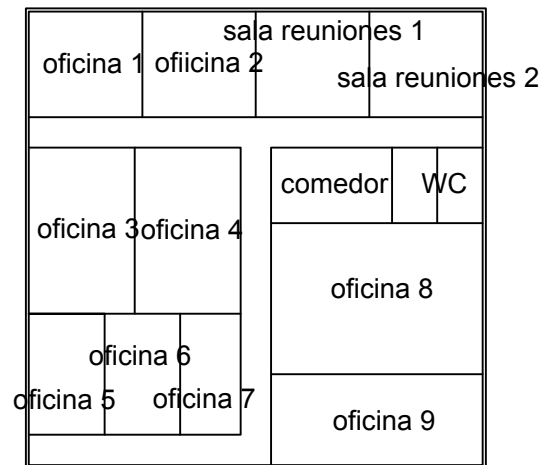 sala reuniones 1
oficina 1
ofiicina 2
sala reuniones 2
comedor
WC
oficina 3
oficina 4
oficina 8
oficina 6
oficina 5
oficina 7
oficina 9